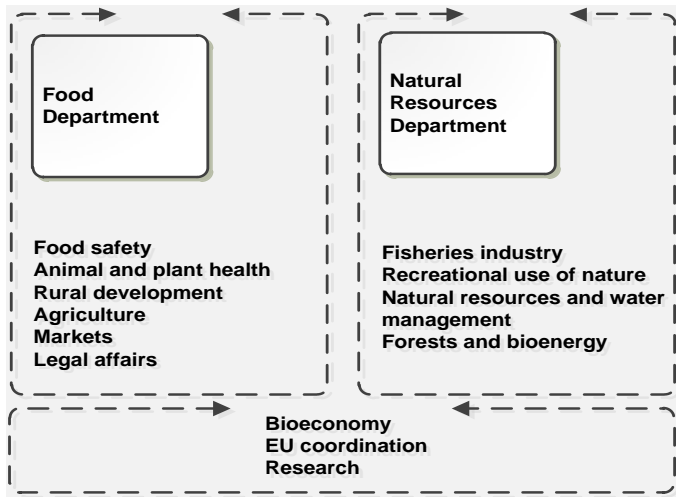 Food
Department
Natural
Resources
Department
Food safety
Animal and plant health
Rural development
Agriculture
Markets
Legal affairs
Fisheries industry
Recreational use of nature
Natural resources and water
management
Forests and bioenergy
Bioeconomy
EU coordination
Research